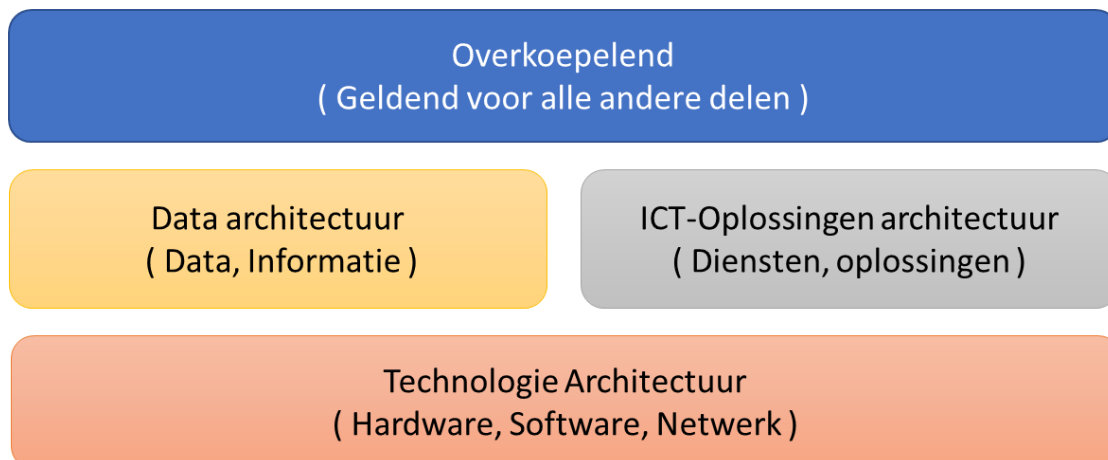 Overkoepelend
( Geldend voor alle andere delen )
Data architectuur
( Data, Informatie )
ICT-Oplossingen architectuur
( Diensten, oplossingen )
Technologie Architectuur
( Hardware, Software, Netwerk )